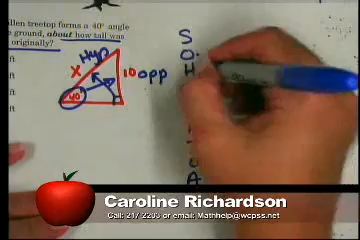 llen treetop forms a 40° angle
e ground, about how tall was
originally?
ft
ft
ft
ft
Hyp
X
10 opp
40°
S
O
H
O
A
Caroline Richardson
Call: 217 2203 or email: Mathhelp@wcpss.net